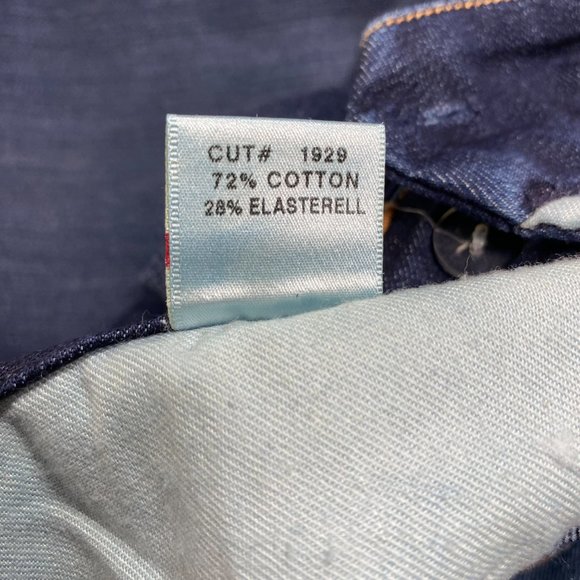 CUT# 1929
72% COTTON
28% ELASTERELL